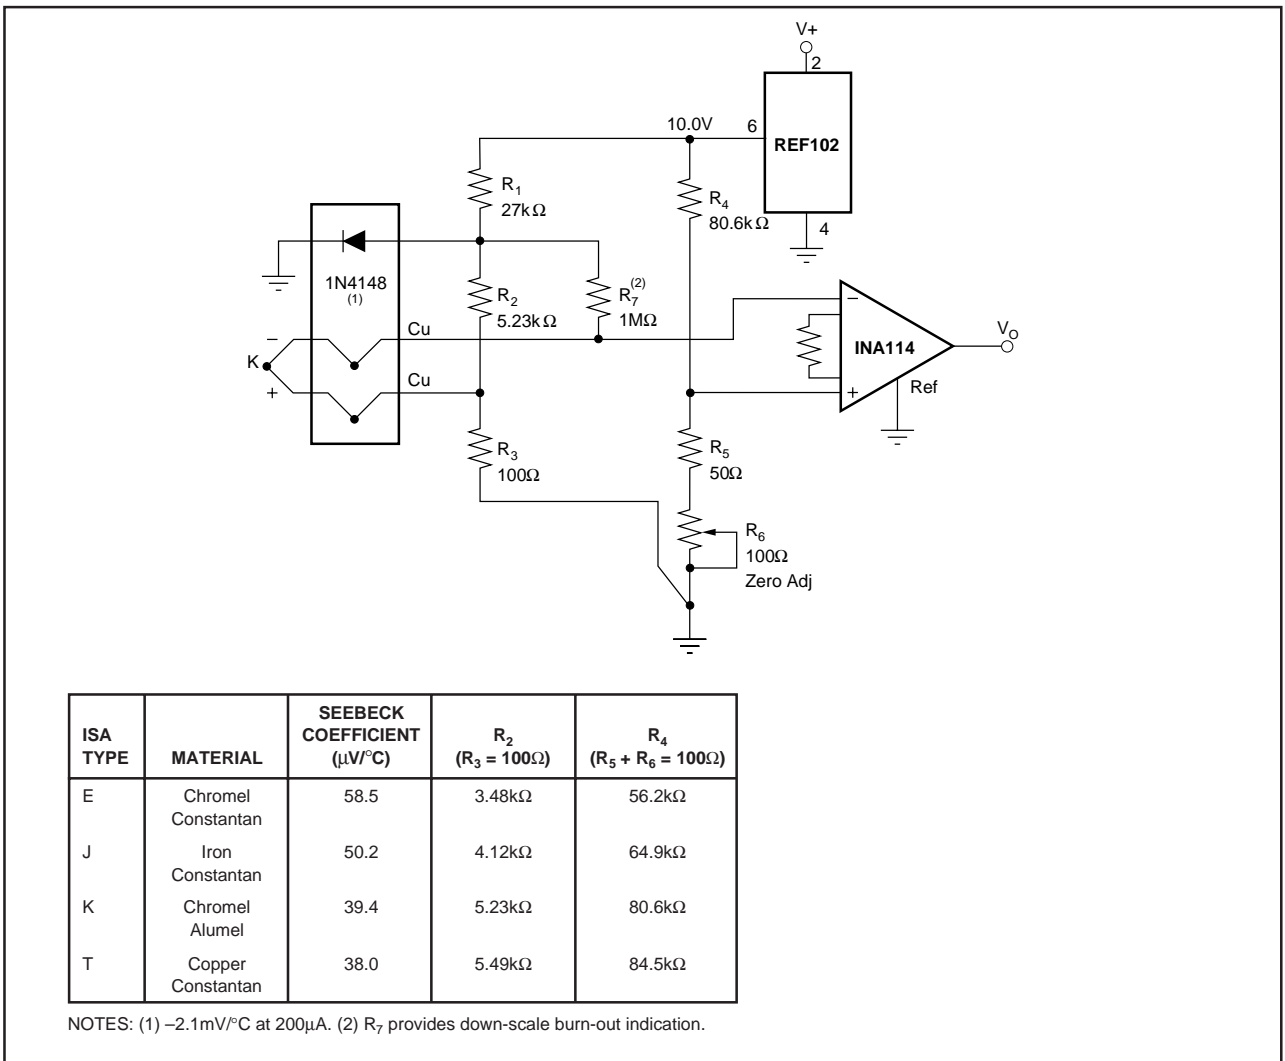 V+
2
10.0V
6
REF102
4
R1
27kΩ
R4
80.6kΩ
1N4148
(1)
R2
5.23kΩ
R7(2)
1MΩ
Cu
–
K
+
Cu
–
INA114
+
VO
Ref
R3
100Ω
R5
50Ω
R6
100Ω
Zero Adj
ISA TYPE
MATERIAL
SEEBECK COEFFICIENT (µV/°C)
R2 (R3 = 100Ω)
R4 (R5 + R6 = 100Ω)
E
Chromel
Constantan
58.5
3.48kΩ
56.2kΩ
J
Iron
Constantan
50.2
4.12kΩ
64.9kΩ
K
Chromel
Alumel
39.4
5.23kΩ
80.6kΩ
T
Copper
Constantan
38.0
5.49kΩ
84.5kΩ
NOTES: (1) –2.1mV/°C at 200µA. (2) R7 provides down-scale burn-out indication.